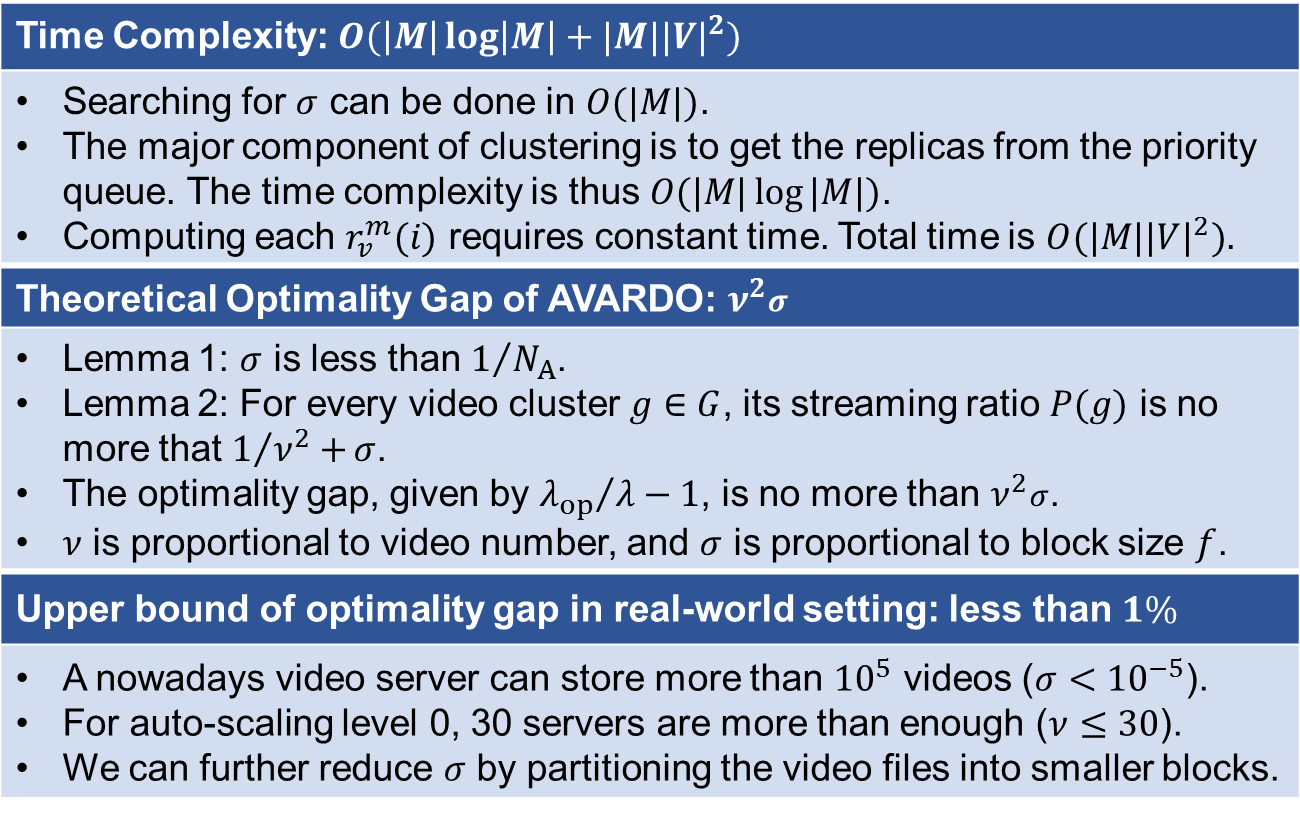 Time Complexity: O(|M| log|M| + |M||V|²)
• Searching for σ can be done in O(|M|).
• The major component of clustering is to get the replicas from the priority
queue. The time complexity is thus O(|M| log |M|).
• Computing each rᵥᵐ(i) requires constant time. Total time is O(|M||V|²).
Theoretical Optimality Gap of AVARDO: ν²σ
• Lemma 1: σ is less than 1/N_A.
• Lemma 2: For every video cluster g ∈ G, its streaming ratio P(g) is no
more that 1/ν² + σ.
• The optimality gap, given by λ_op/λ − 1, is no more than ν²σ.
• ν is proportional to video number, and σ is proportional to block size f.
Upper bound of optimality gap in real-world setting: less than 1%
• A nowadays video server can store more than 10⁵ videos (σ < 10⁻⁵).
• For auto-scaling level 0, 30 servers are more than enough (ν ≤ 30).
• We can further reduce σ by partitioning the video files into smaller blocks.